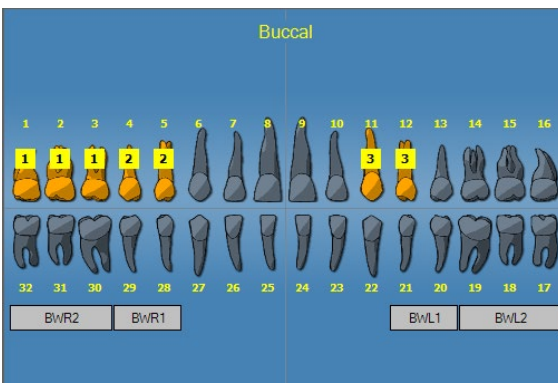 Buccal
1 2 3 4 5 6 7 8 9 10 11 12 13 14 15 16
1 1 1 2 2 3 3
32 31 30 29 28 27 26 25 24 23 22 21 20 19 18 17
BWR2 BWR1 BWL1 BWL2